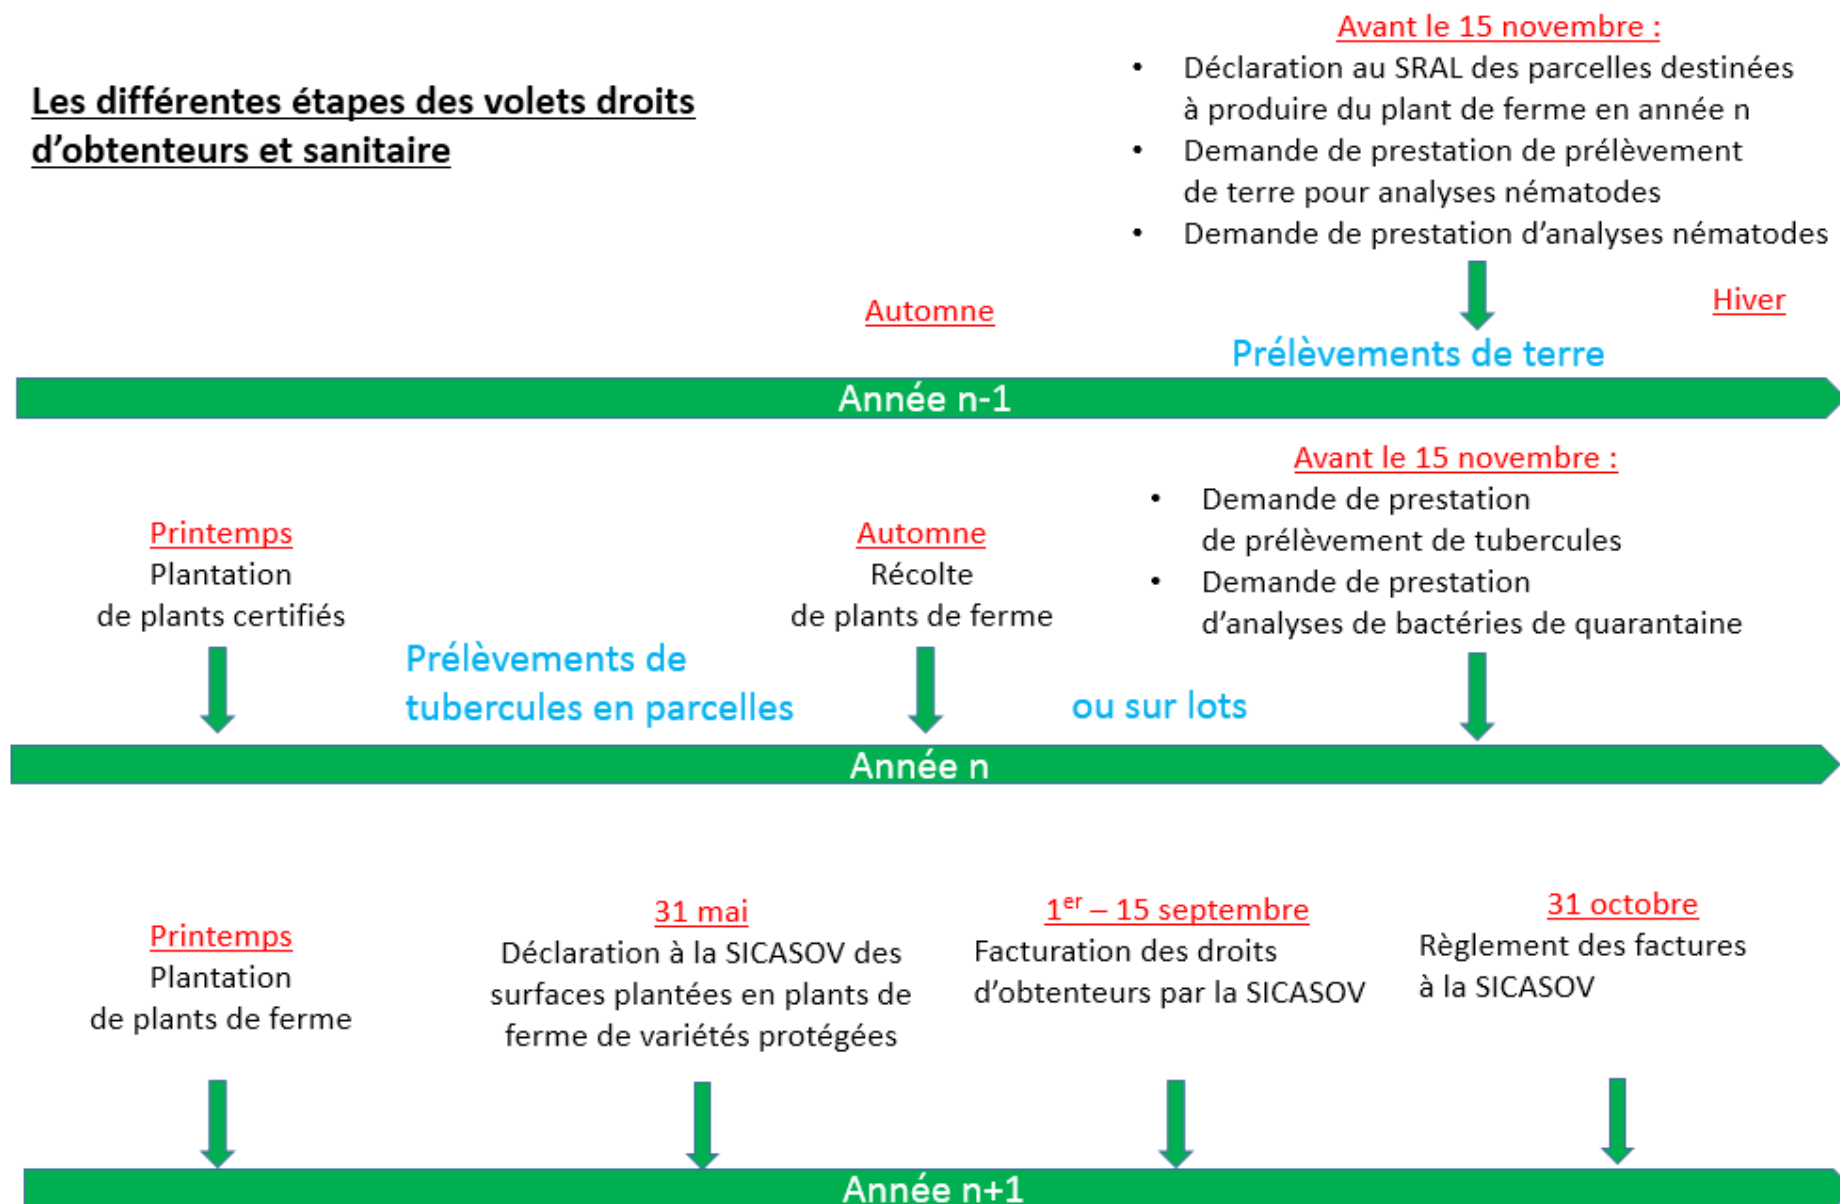 Les différentes étapes des volets droits
d'obtenteurs et sanitaire
Avant le 15 novembre :
• Déclaration au SRAL des parcelles destinées
à produire du plant de ferme en année n
• Demande de prestation de prélèvement
de terre pour analyses nématodes
• Demande de prestation d'analyses nématodes
Automne
Hiver
Prélèvements de terre
Année n-1
Avant le 15 novembre :
• Demande de prestation
de prélèvement de tubercules
• Demande de prestation
d'analyses de bactéries de quarantaine
Printemps
Plantation
de plants certifiés
Automne
Récolte
de plants de ferme
Prélèvements de
tubercules en parcelles
ou sur lots
Année n
Printemps
Plantation
de plants de ferme
31 mai
Déclaration à la SICASOV des
surfaces plantées en plants de
ferme de variétés protégées
1er – 15 septembre
Facturation des droits
d'obtenteurs par la SICASOV
31 octobre
Règlement des factures
à la SICASOV
Année n+1